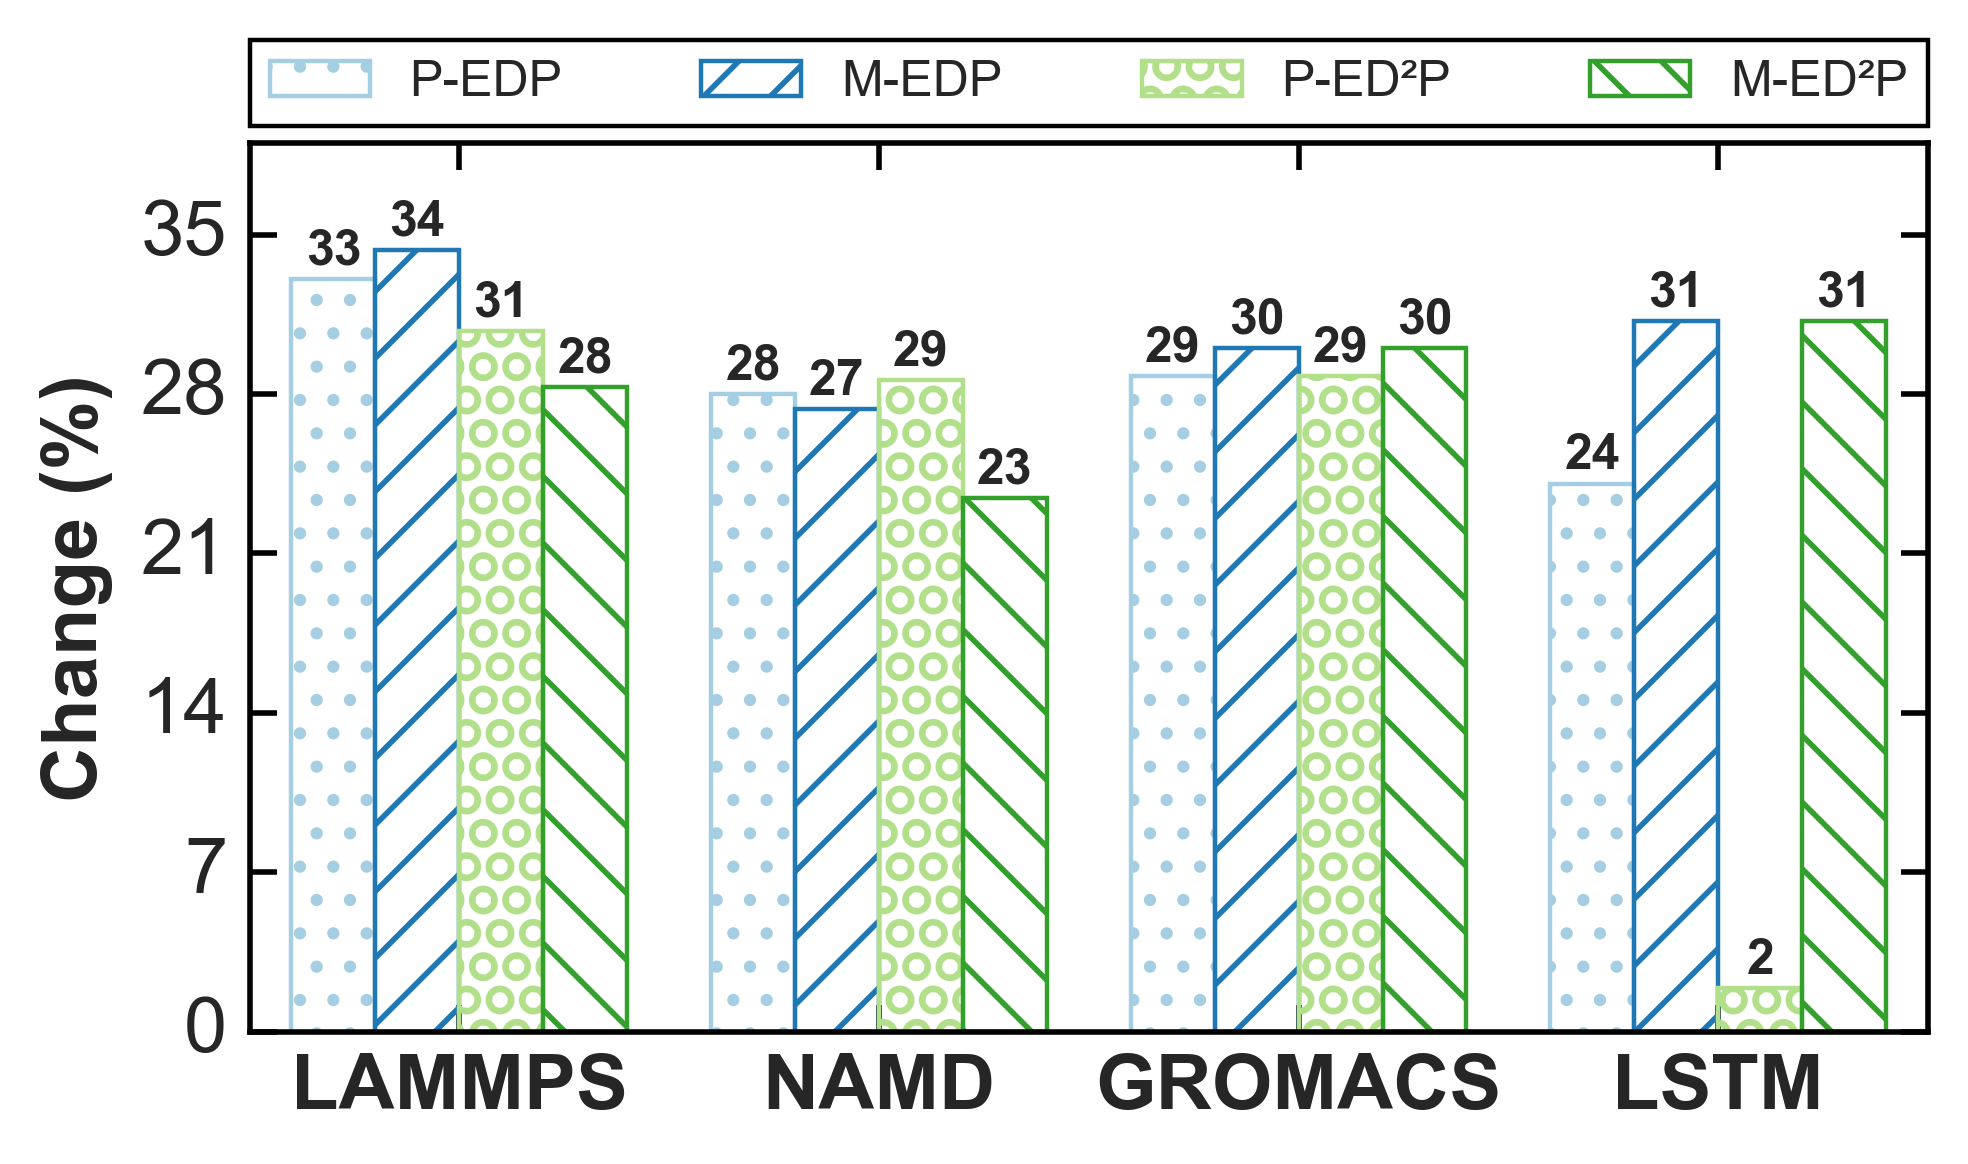 P-EDP M-EDP P-ED²P M-ED²P
Change (%)
35
28
21
14
7
0
33 34 31 28
28 27 29 23
29 30 29 30
24 31 2 31
LAMMPS NAMD GROMACS LSTM